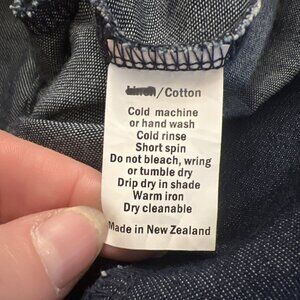 Linen/Cotton
Cold machine
or hand wash
Cold rinse
Short spin
Do not bleach, wring
or tumble dry
Drip dry in shade
Warm iron
Dry cleanable
Made in New Zealand